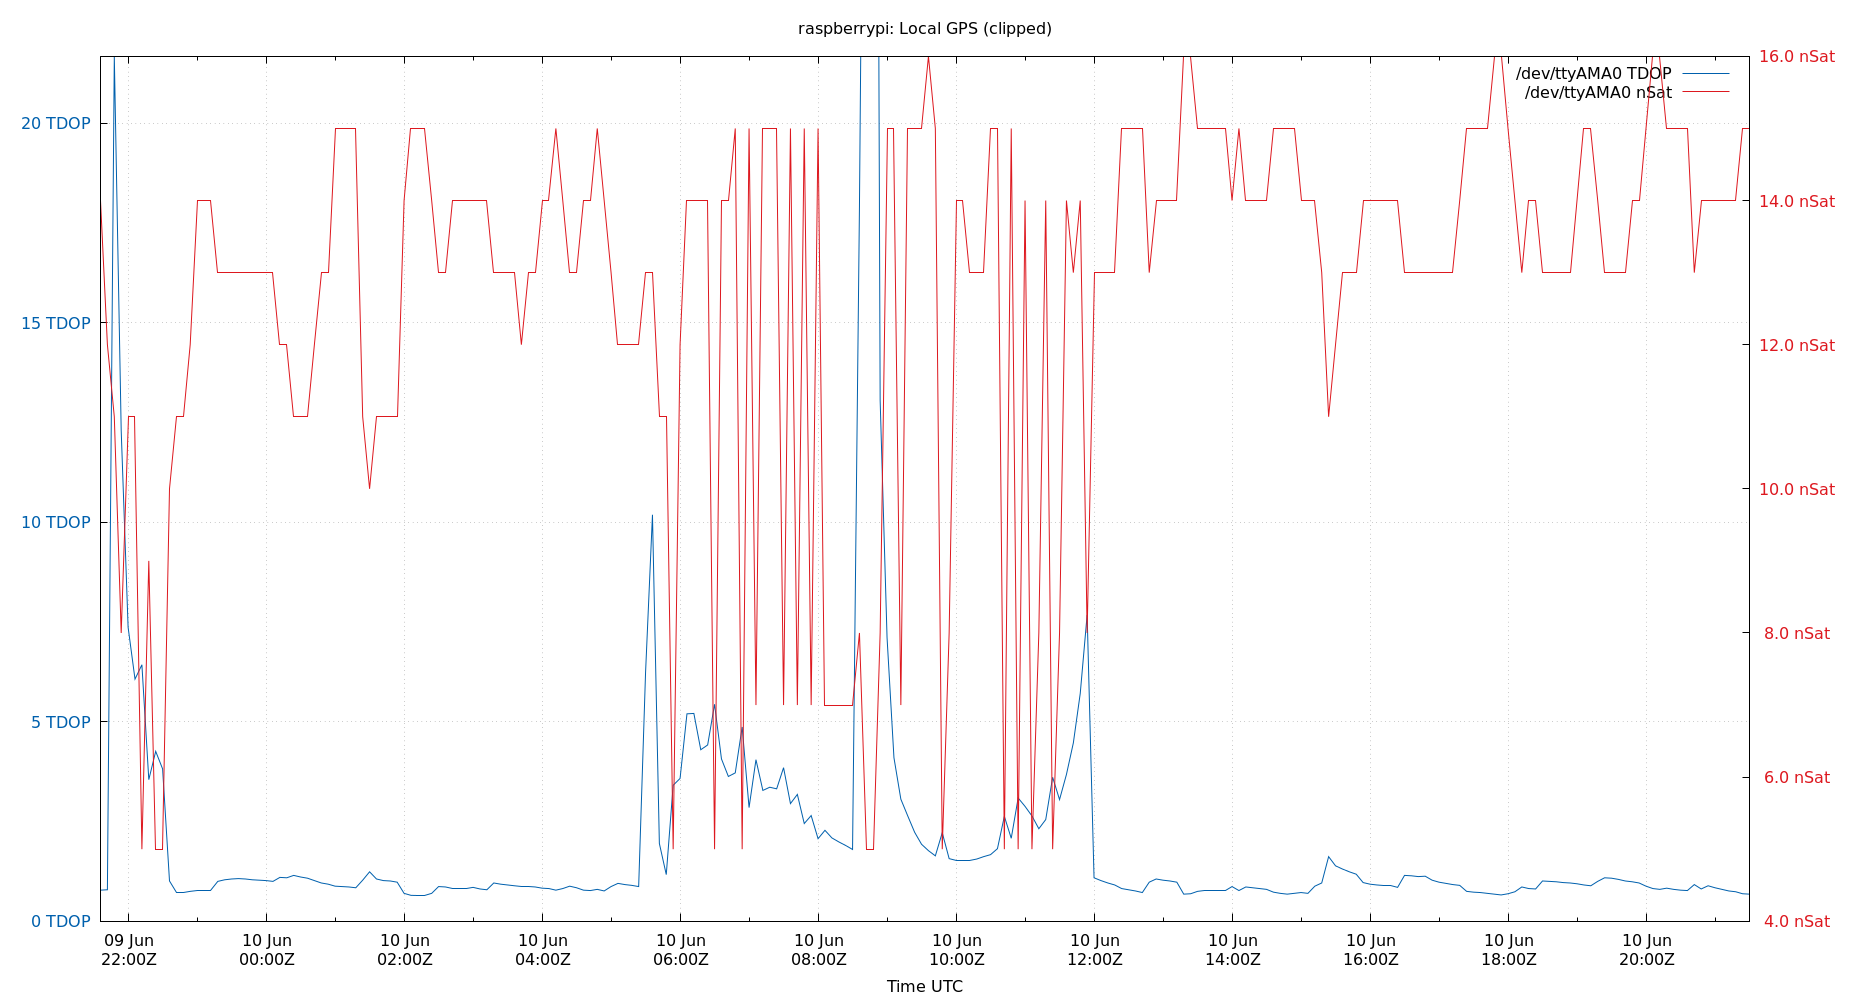 raspberrypi: Local GPS (clipped)
/dev/ttyAMA0 TDOP
/dev/ttyAMA0 nSat
20 TDOP
15 TDOP
10 TDOP
5 TDOP
0 TDOP
16.0 nSat
14.0 nSat
12.0 nSat
10.0 nSat
8.0 nSat
6.0 nSat
4.0 nSat
09 Jun
22:00Z
10 Jun
00:00Z
10 Jun
02:00Z
10 Jun
04:00Z
10 Jun
06:00Z
10 Jun
08:00Z
10 Jun
10:00Z
10 Jun
12:00Z
10 Jun
14:00Z
10 Jun
16:00Z
10 Jun
18:00Z
10 Jun
20:00Z
Time UTC